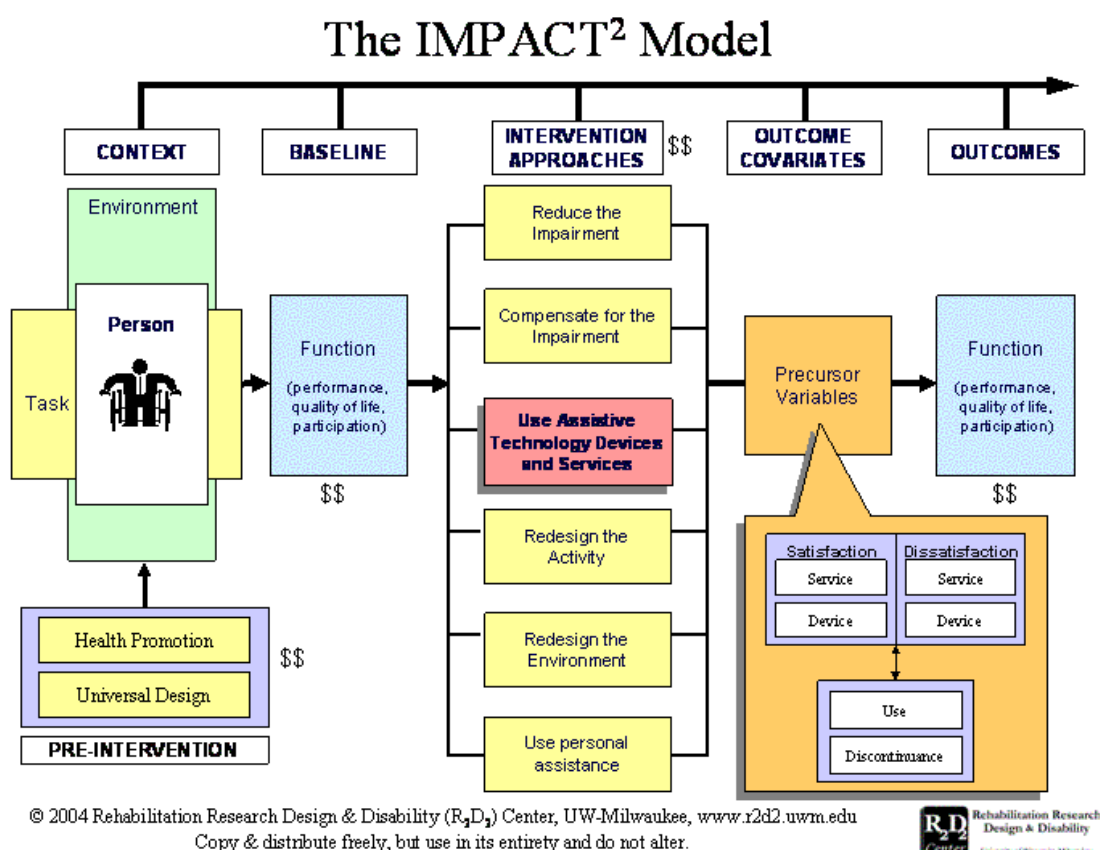 The IMPACT² Model
CONTEXT
BASELINE
INTERVENTION
APPROACHES
$$
OUTCOME
COVARIATES
OUTCOMES
Environment
Person
Task
Function
(performance,
quality of life,
participation)
$$
Reduce the
Impairment
Compensate for the
Impairment
Use Assistive
Technology Devices
and Services
Redesign the
Activity
Redesign the
Environment
Use personal
assistance
Precursor
Variables
Function
(performance,
quality of life,
participation)
$$
Satisfaction
Service
Device
Dissatisfaction
Service
Device
Use
Discontinuance
Health Promotion
Universal Design
$$
PRE-INTERVENTION
© 2004 Rehabilitation Research Design & Disability (R₂D₂) Center, UW-Milwaukee, www.r2d2.uwm.edu
Copy & distribute freely, but use in its entirety and do not alter.
R₂D₂
Center
Rehabilitation Research
Design & Disability